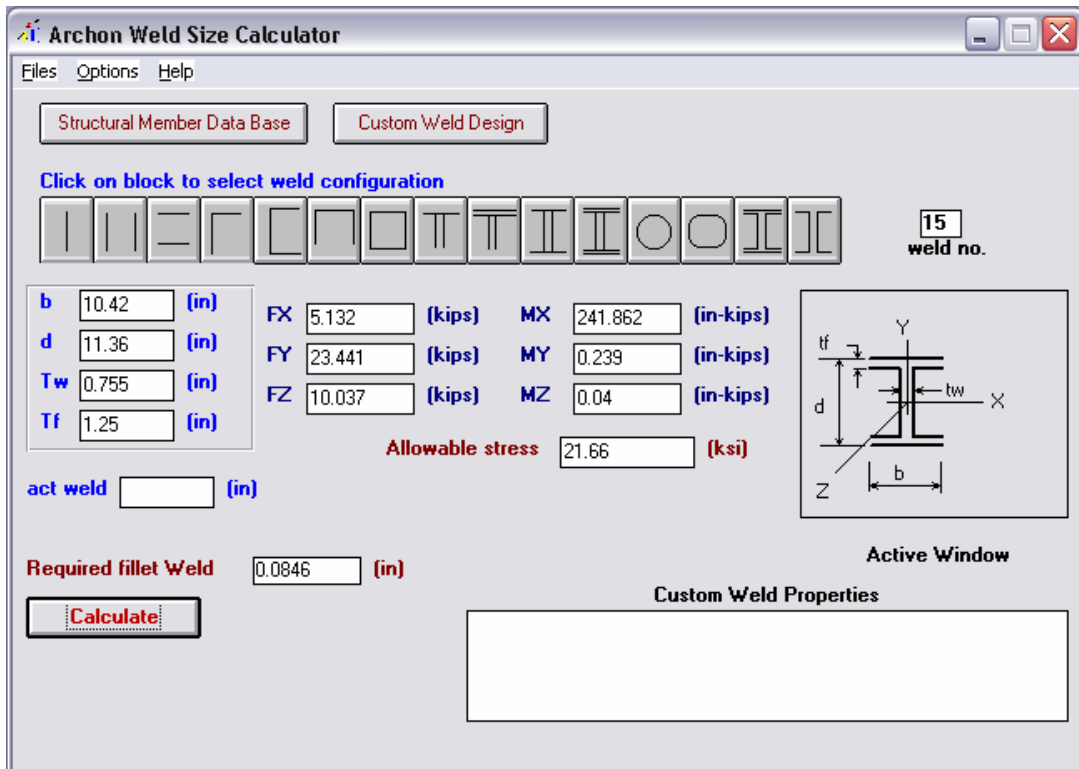 Archon Weld Size Calculator
Files Options Help
Structural Member Data Base Custom Weld Design
Click on block to select weld configuration
15
weld no.
b 10.42 (in) FX 5.132 (kips) MX 241.862 (in-kips)
d 11.36 (in) FY 23.441 (kips) MY 0.239 (in-kips)
Tw 0.755 (in) FZ 10.037 (kips) MZ 0.04 (in-kips)
Tf 1.25 (in)
Allowable stress 21.66 (ksi)
act weld (in)
Y
tf
tw
X
d
Z
b
Active Window
Required fillet Weld 0.0846 (in)
Calculate
Custom Weld Properties